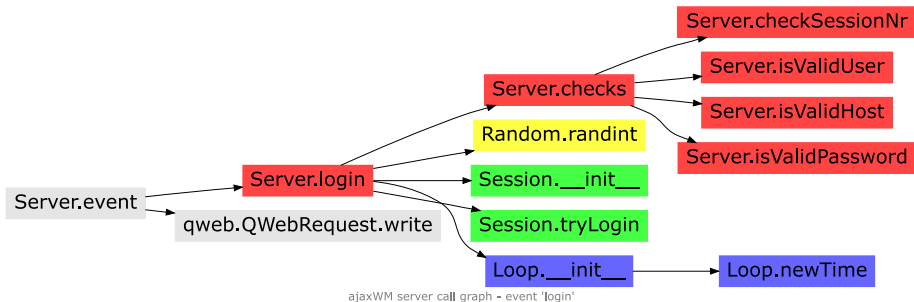 Server.checkSessionNr
Server.isValidUser
Server.checks
Server.isValidHost
Random.randint
Server.isValidPassword
Server.login
Session.__init__
Server.event
qweb.QWebRequest.write
Session.tryLogin
Loop.__init__
Loop.newTime
ajaxWM server call graph - event 'login'